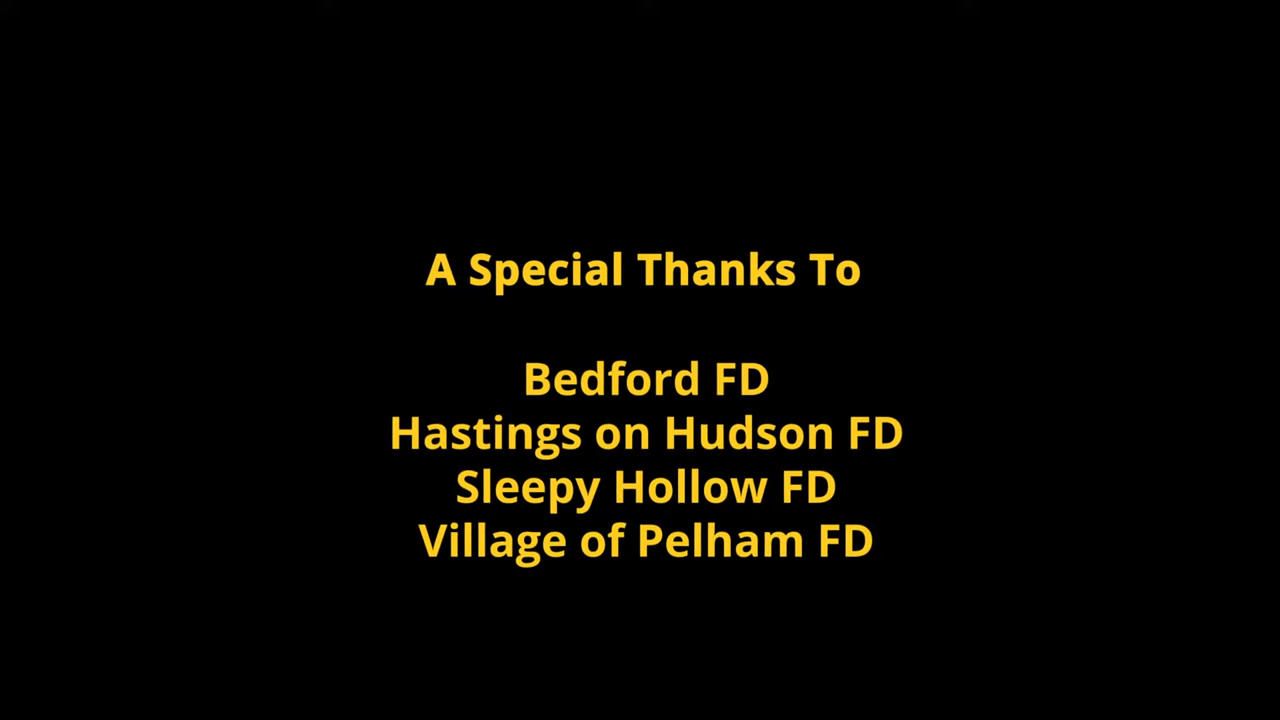 A Special Thanks To
Bedford FD
Hastings on Hudson FD
Sleepy Hollow FD
Village of Pelham FD